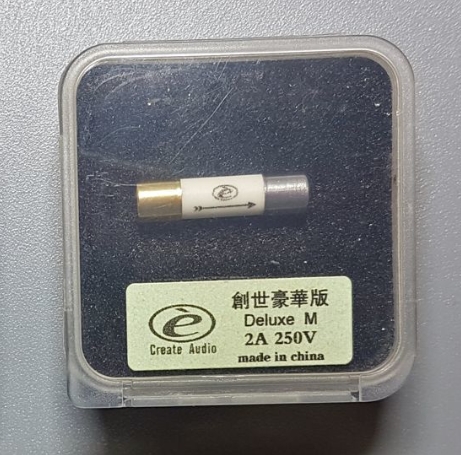 è
è
創世豪華版
Deluxe M
Create Audio
2A 250V
made in china